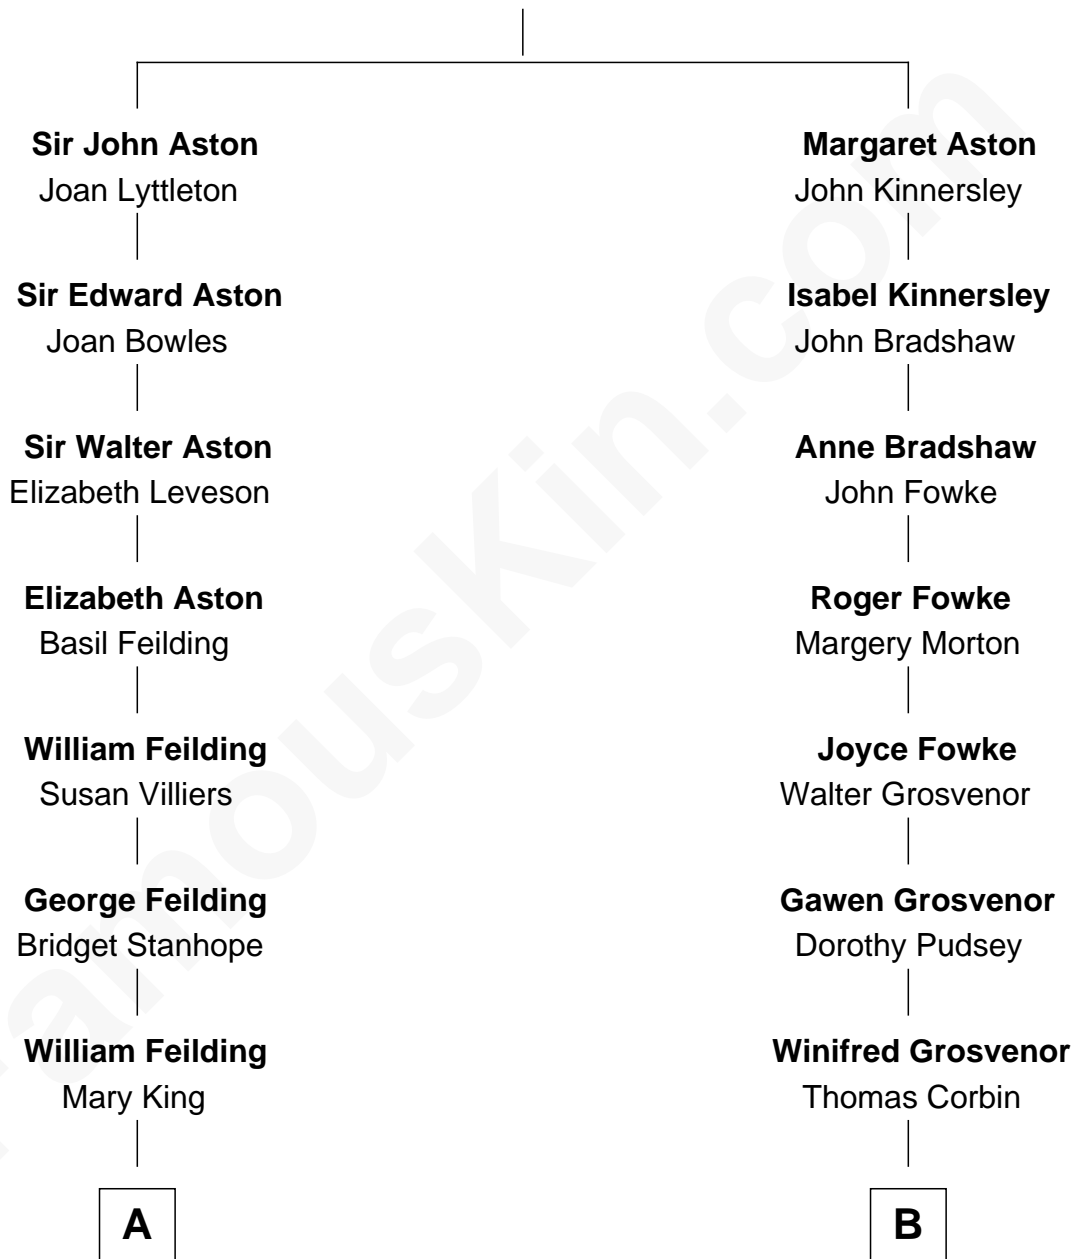 Sir John Aston
Joan Lyttleton
Sir Edward Aston
Joan Bowles
Sir Walter Aston
Elizabeth Leveson
Elizabeth Aston
Basil Feilding
William Feilding
Susan Villiers
George Feilding
Bridget Stanhope
William Feilding
Mary King
A
Margaret Aston
John Kinnersley
Isabel Kinnersley
John Bradshaw
Anne Bradshaw
John Fowke
Roger Fowke
Margery Morton
Joyce Fowke
Walter Grosvenor
Gawen Grosvenor
Dorothy Pudsey
Winifred Grosvenor
Thomas Corbin
B
FamousKin.com